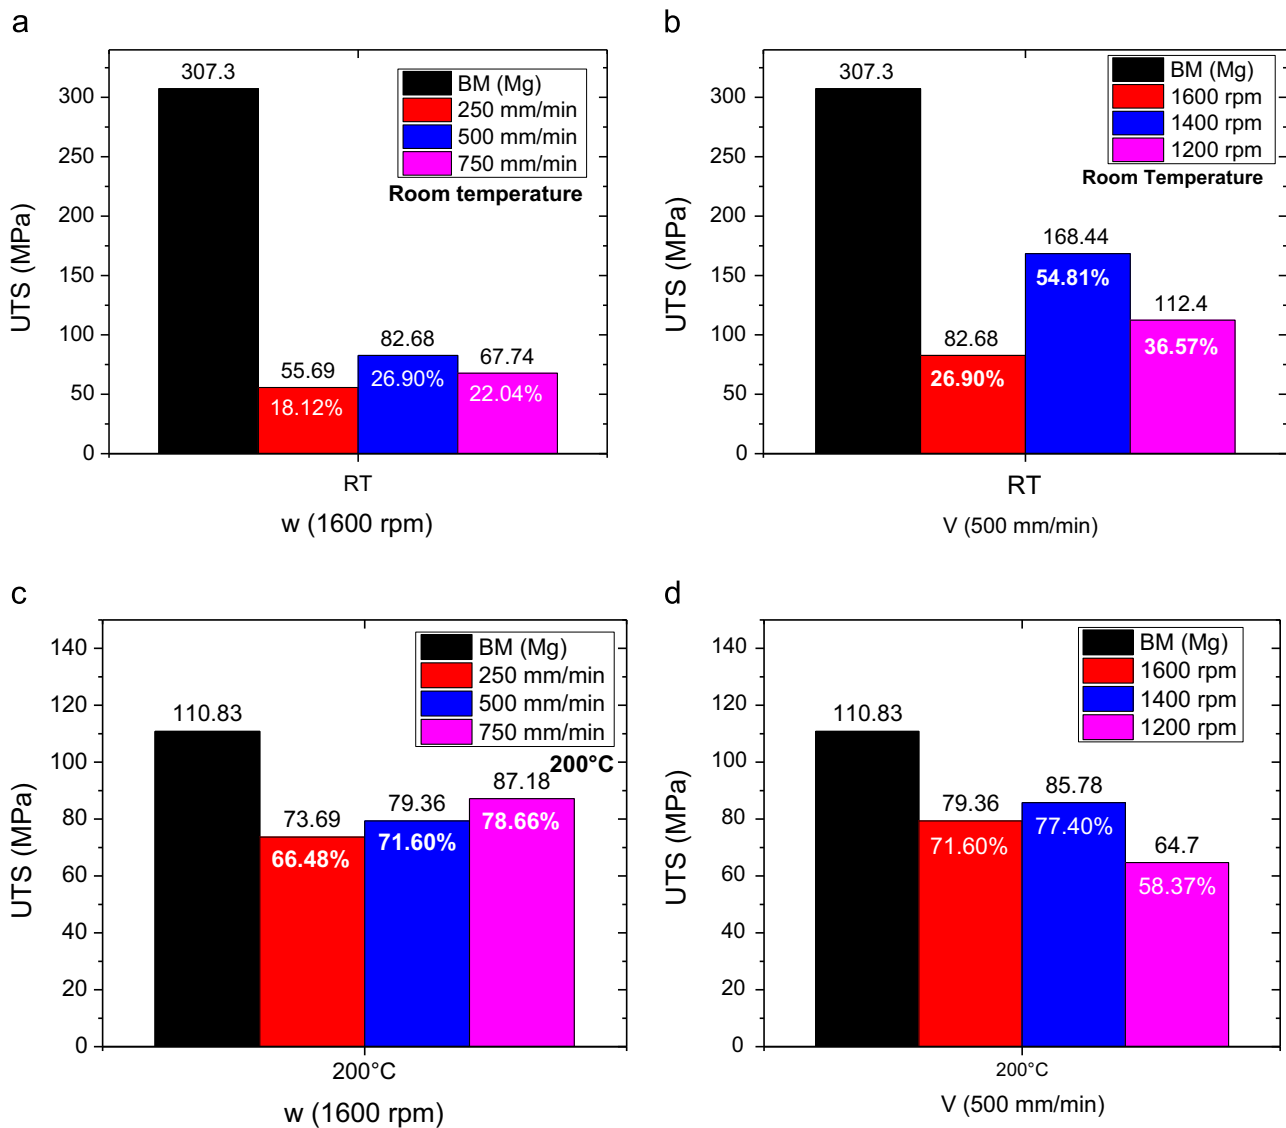 a
307.3
BM (Mg)
250 mm/min
500 mm/min
750 mm/min
Room temperature
300
250
200
150
100
50
0
UTS (MPa)
55.69
18.12%
82.68
26.90%
67.74
22.04%
RT
w (1600 rpm)
b
307.3
BM (Mg)
1600 rpm
1400 rpm
1200 rpm
Room Temperature
300
250
200
150
100
50
0
UTS (MPa)
82.68
26.90%
168.44
54.81%
112.4
36.57%
RT
V (500 mm/min)
c
140
120
100
80
60
40
20
0
UTS (MPa)
BM (Mg)
250 mm/min
500 mm/min
750 mm/min
200°C
110.83
73.69
66.48%
79.36
71.60%
87.18
78.66%
200°C
w (1600 rpm)
d
140
120
100
80
60
40
20
0
UTS (MPa)
BM (Mg)
1600 rpm
1400 rpm
1200 rpm
110.83
79.36
71.60%
85.78
77.40%
64.7
58.37%
200°C
V (500 mm/min)